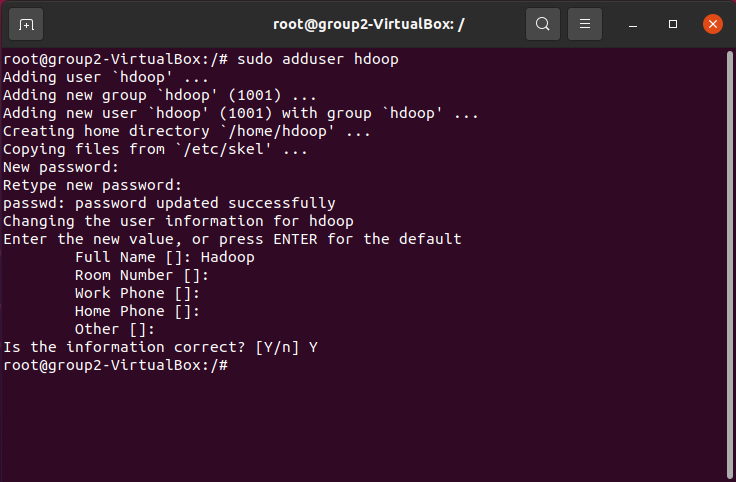 root@group2-VirtualBox: /
root@group2-VirtualBox:/# sudo adduser hdoop
Adding user `hdoop' ...
Adding new group `hdoop' (1001) ...
Adding new user `hdoop' (1001) with group `hdoop' ...
Creating home directory `/home/hdoop' ...
Copying files from `/etc/skel' ...
New password:
Retype new password:
passwd: password updated successfully
Changing the user information for hdoop
Enter the new value, or press ENTER for the default
        Full Name []: Hadoop
        Room Number []:
        Work Phone []:
        Home Phone []:
        Other []:
Is the information correct? [Y/n] Y
root@group2-VirtualBox:/#